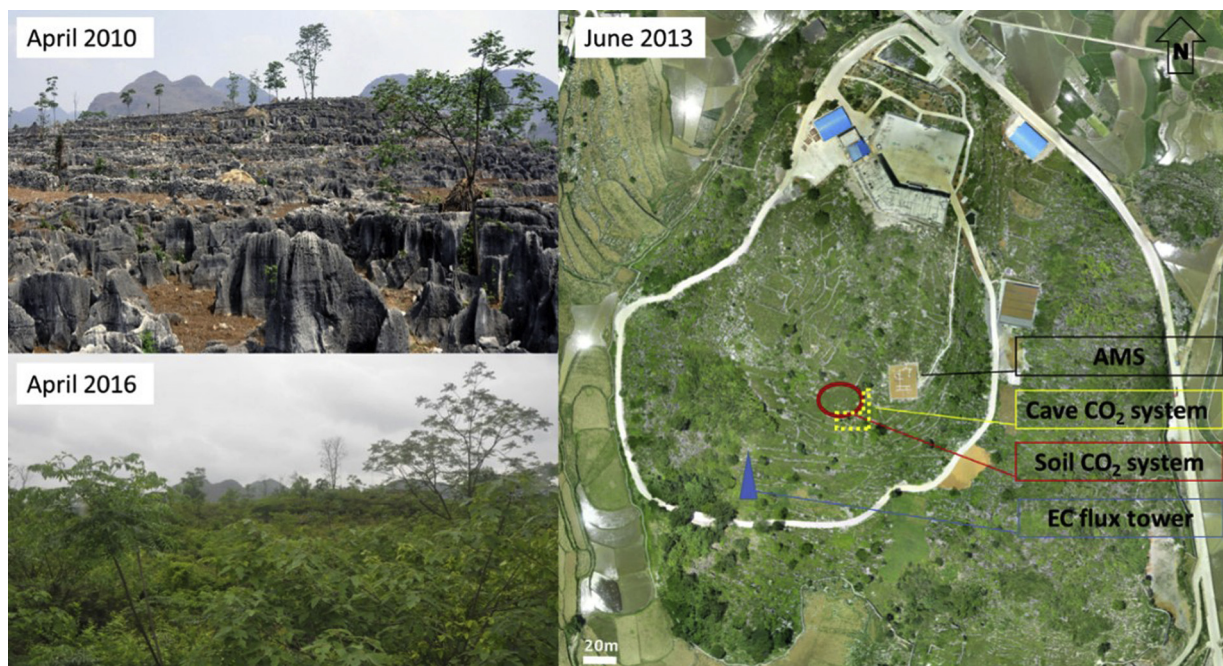 April 2010
April 2016
June 2013
N
AMS
Cave CO₂ system
Soil CO₂ system
EC flux tower
20m